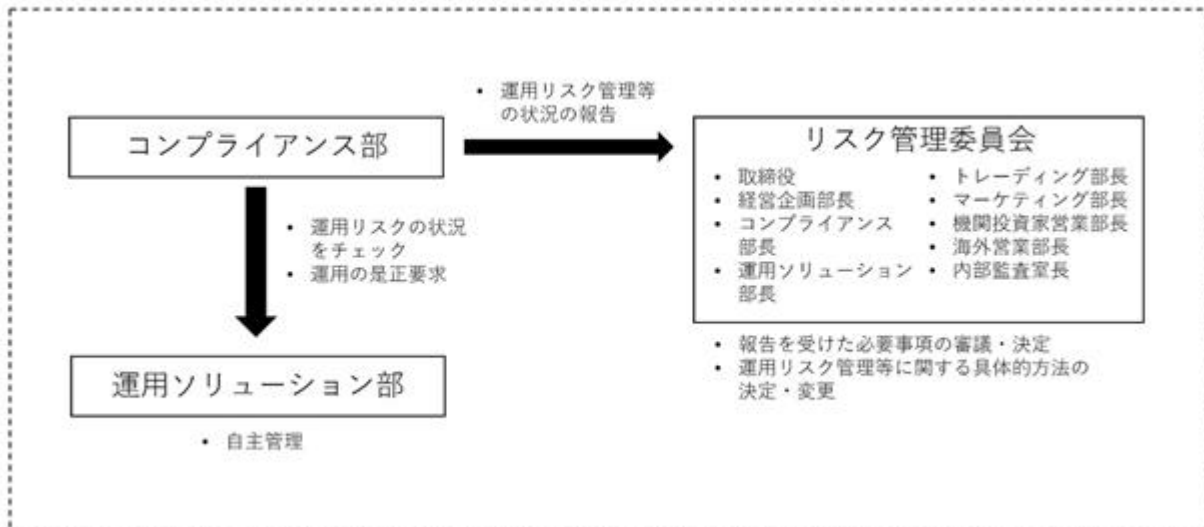 • 運用リスク管理等
の状況の報告
コンプライアンス部
• 運用リスクの状況
をチェック
• 運用の是正要求
運用ソリューション部
• 自主管理
リスク管理委員会
• 取締役
• 経営企画部長
• コンプライアンス
部長
• 運用ソリューション
部長
• トレーディング部長
• マーケティング部長
• 機関投資家営業部長
• 海外営業部長
• 内部監査室長
• 報告を受けた必要事項の審議・決定
• 運用リスク管理等に関する具体的方法の
決定・変更